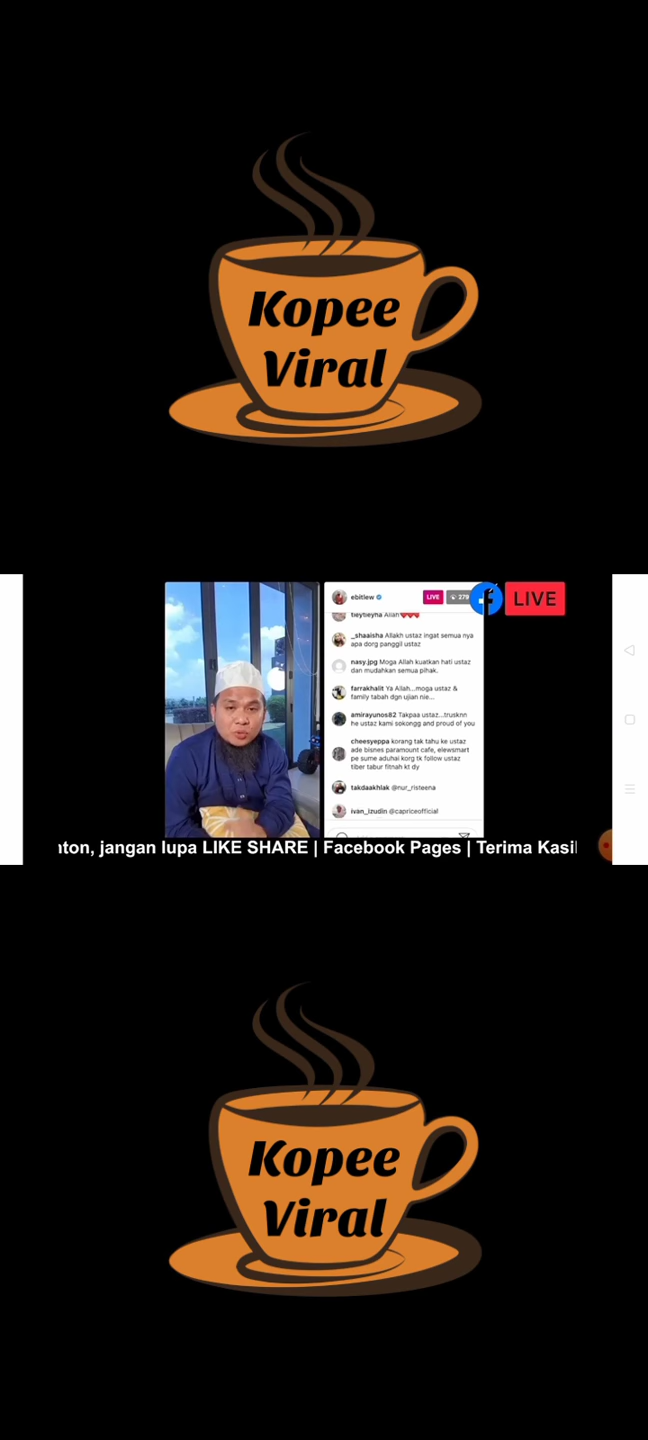 Kopee
Viral
ebitlew
LIVE
279
LIVE
tieytieyna Allah❤️❤️
_shaaisha Allakh ustaz ingat semua nya
apa dorg panggil ustaz
nasy.jpg Moga Allah kuatkan hati ustaz
dan mudahkan semua pihak.
farrakhalit Ya Allah...moga ustaz &
family tabah dgn ujian nie...
amirayunos82 Takpaa ustaz...trusknn
he ustaz kami sokongg and proud of you
cheesyeppa korang tak tahu ke ustaz
ade bisnes paramount cafe, elewsmart
pe sume aduhai korg tk follow ustaz
tiber tabur fitnah kt dy
takdaakhlak @nur_risteena
ivan_izudin @capriceofficial
nton, jangan lupa LIKE SHARE | Facebook Pages | Terima Kasi
Kopee
Viral